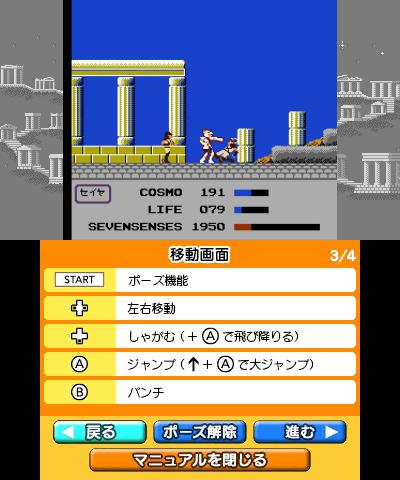 セイヤ
COSMO 191
LIFE 079
SEVENSENSES 1950
移動画面 3/4
START ポーズ機能
左右移動
しゃがむ(+Ⓐで飛び降りる)
Ⓐ ジャンプ(↑+Ⓐで大ジャンプ)
Ⓑ パンチ
戻る ポーズ解除 進む
マニュアルを閉じる